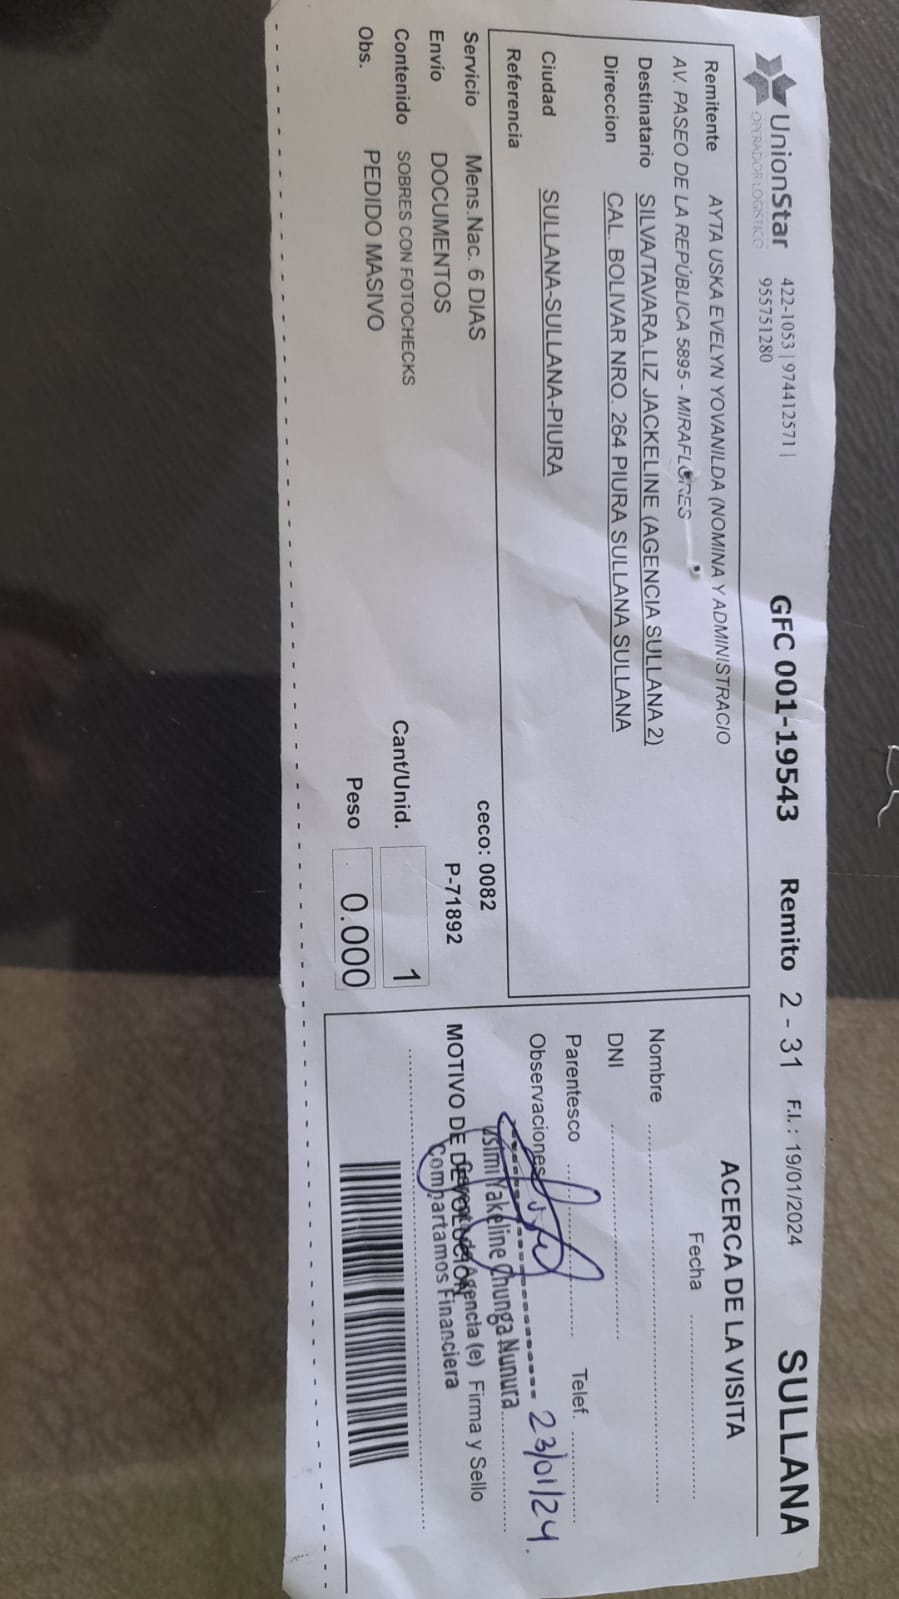 UnionStar
OPERADOR LOGISTICO
422-1053 | 974412571 |
955751280
GFC 001-19543 Remito 2 - 31 F.I. : 19/01/2024 SULLANA
Remitente AYTA USKA EVELYN YOVANILDA (NOMINA Y ADMINISTRACIO
AV. PASEO DE LA REPÚBLICA 5895 - MIRAFLORES
Destinatario SILVA/TAVARA,LIZ JACKELINE (AGENCIA SULLANA 2)
Direccion CAL. BOLIVAR NRO. 264 PIURA SULLANA SULLANA
Ciudad SULLANA-SULLANA-PIURA
Referencia
Servicio Mens.Nac. 6 DIAS ceco: 0082
Envío DOCUMENTOS P-71892
Contenido SOBRES CON FOTOCHECKS Cant/Unid. 1
Obs. PEDIDO MASIVO Peso 0.000
ACERCA DE LA VISITA
Fecha
Nombre
DNI
Parentesco Telef.
Observaciones 23/01/24.
Yakeline Chunga Nunura
MOTIVO DE DEVOLUCION Agencia (e) Firma y Sello
Compartamos Financiera